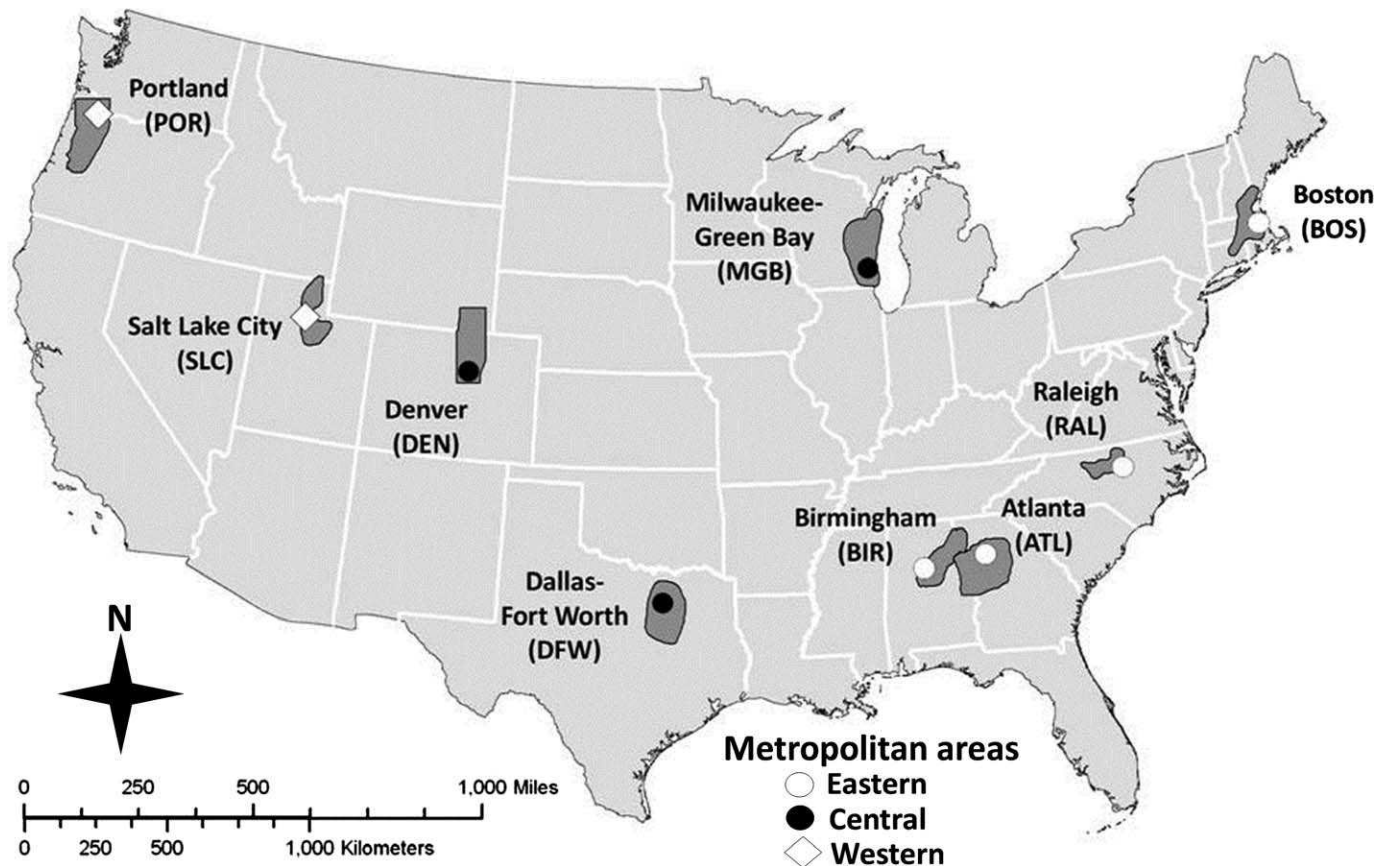 Portland
(POR)
Milwaukee-
Green Bay
(MGB)
Boston
(BOS)
Salt Lake City
(SLC)
Denver
(DEN)
Raleigh
(RAL)
Birmingham
(BIR)
Atlanta
(ATL)
Dallas-
Fort Worth
(DFW)
N
Metropolitan areas
Eastern
Central
Western
0 250 500 1,000 Miles
0 250 500 1,000 Kilometers